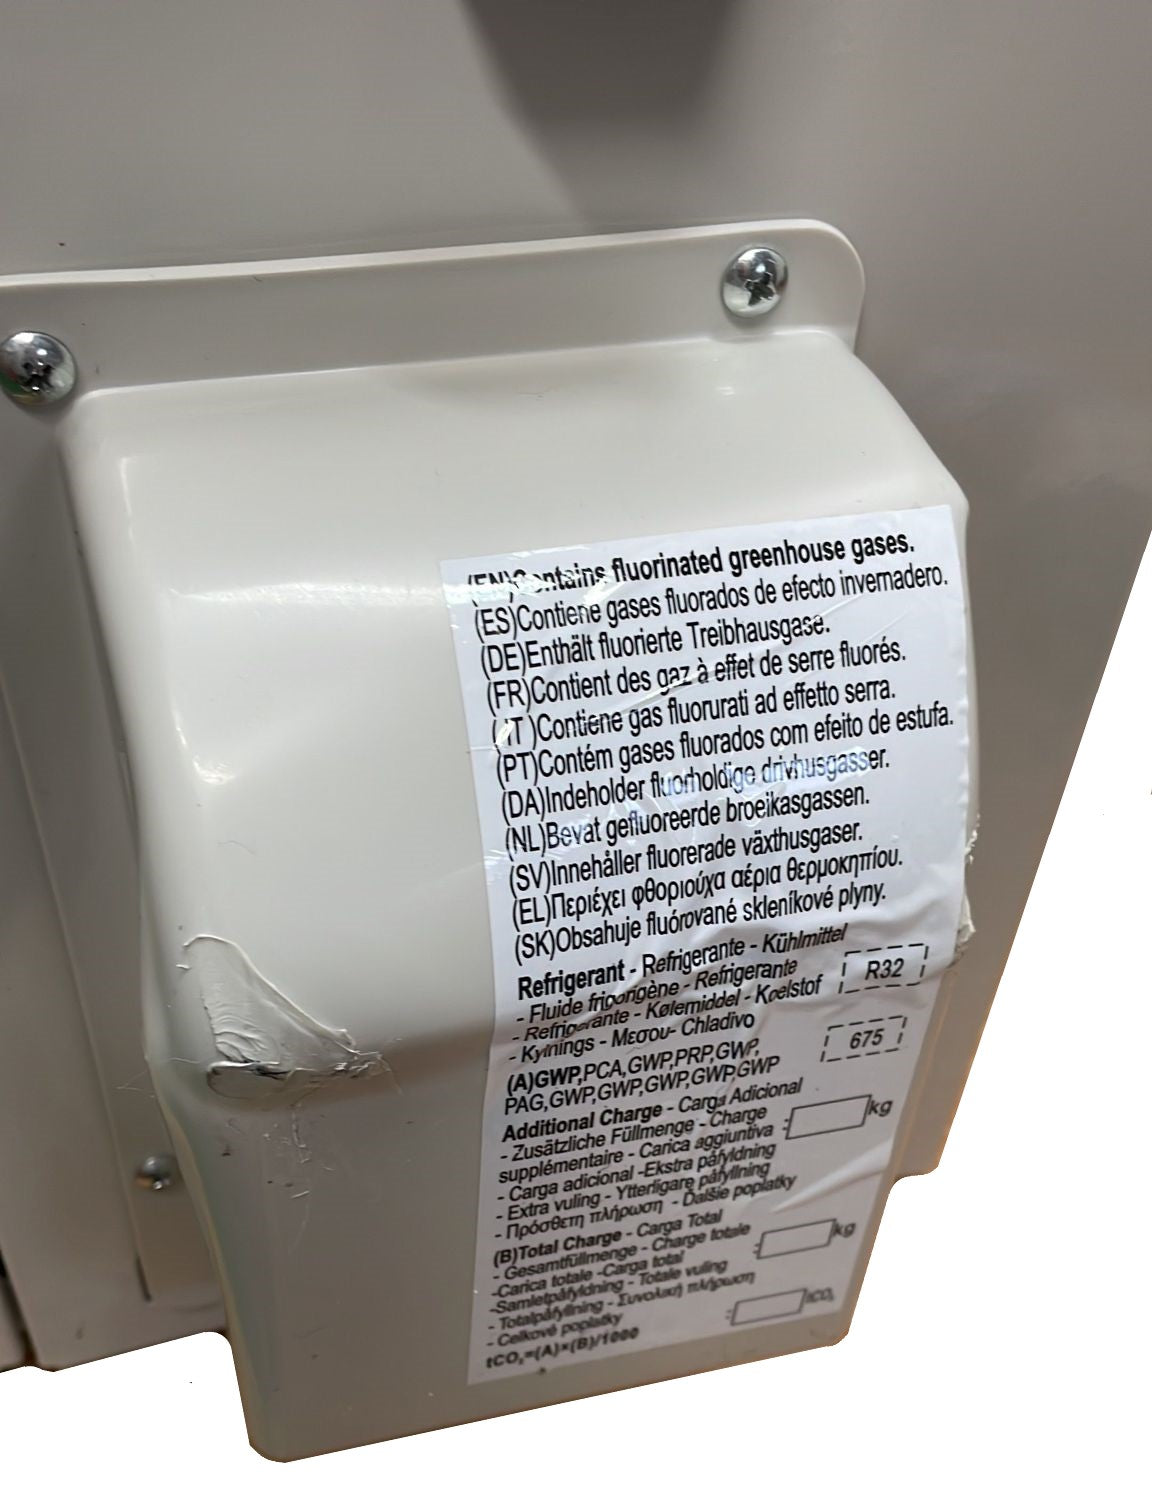 (EN)Contains fluorinated greenhouse gases.
(ES)Contiene gases fluorados de efecto invernadero.
(DE)Enthält fluorierte Treibhausgase.
(FR)Contient des gaz à effet de serre fluorés.
(IT)Contiene gas fluorurati ad effetto serra.
(PT)Contém gases fluorados com efeito de estufa.
(DA)Indeholder fluorholdige drivhusgasser.
(NL)Bevat gefluoreerde broeikasgassen.
(SV)Innehåller fluorerade växthusgaser.
(EL)Περιέχει φθοριούχα αέρια θερμοκηπίου.
(SK)Obsahuje fluórované skleníkové plyny.
Refrigerant - Refrigerante - Kühlmittel
- Fluide frigorigène - Refrigerante
- Refrigerante - Kølemiddel - Koelstof
- Kylnings - Μεσου- Chladivo
R32
(A)GWP,PCA,GWP,PRP,GWP,
PAG,GWP,GWP,GWP,GWP,GWP
675
Additional Charge - Carga Adicional
- Zusätzliche Füllmenge - Charge
supplémentaire - Carica aggiuntiva
- Carga adicional -Ekstra påfyldning
- Extra vuling - Ytterligare påfyllning
- Πρόσθετη πλήρωση - Ďalšie poplatky
kg
(B)Total Charge - Carga Total
- Gesamtfüllmenge - Charge totale
-Carica totale -Carga total
-Samletpåfyldning - Totale vuling
- Totalpåfyllning - Συνολική πλήρωση
- Celkové poplatky
kg
tCO₂=(A)×(B)/1000
tCO₂